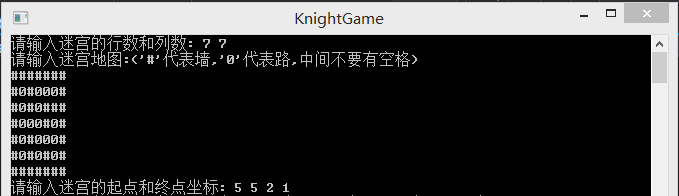 KnightGame
请输入迷宫的行数和列数: 7 7
请输入迷宫地图:('#'代表墙,'0'代表路,中间不要有空格)
#######
#0#000#
#0#0###
#000#0#
#0#000#
#0#0#0#
#######
请输入迷宫的起点和终点坐标: 5 5 2 1